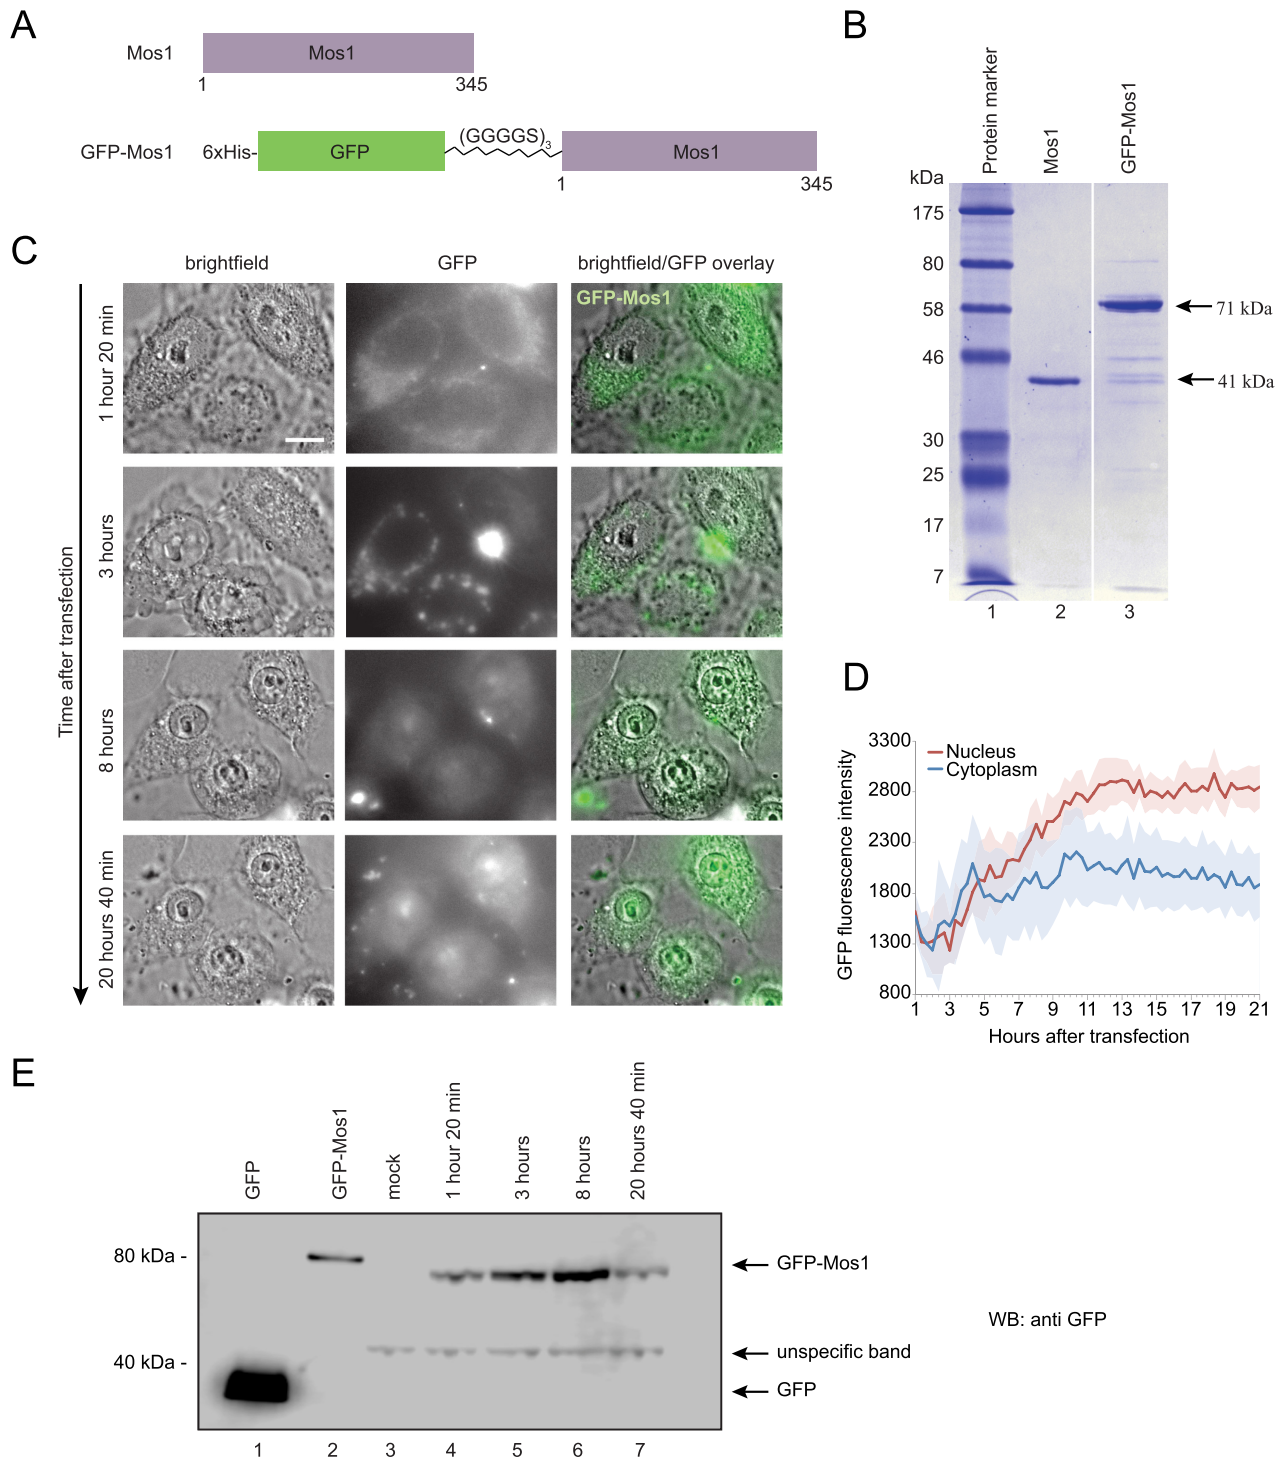 A
Mos1
Mos1
1
345
GFP-Mos1
6xHis-
GFP
(GGGGS)3
Mos1
1
345
B
Protein marker
Mos1
GFP-Mos1
kDa
175
80
58
46
30
25
17
7
71 kDa
41 kDa
1
2
3
C
brightfield
GFP
brightfield/GFP overlay
GFP-Mos1
Time after transfection
1 hour 20 min
3 hours
8 hours
20 hours 40 min
D
GFP fluorescence intensity
3300
2800
2300
1800
1300
800
Nucleus
Cytoplasm
1 3 5 7 9 11 13 15 17 19 21
Hours after transfection
E
GFP
GFP-Mos1
mock
1 hour 20 min
3 hours
8 hours
20 hours 40 min
80 kDa -
40 kDa -
GFP-Mos1
unspecific band
GFP
WB: anti GFP
1 2 3 4 5 6 7